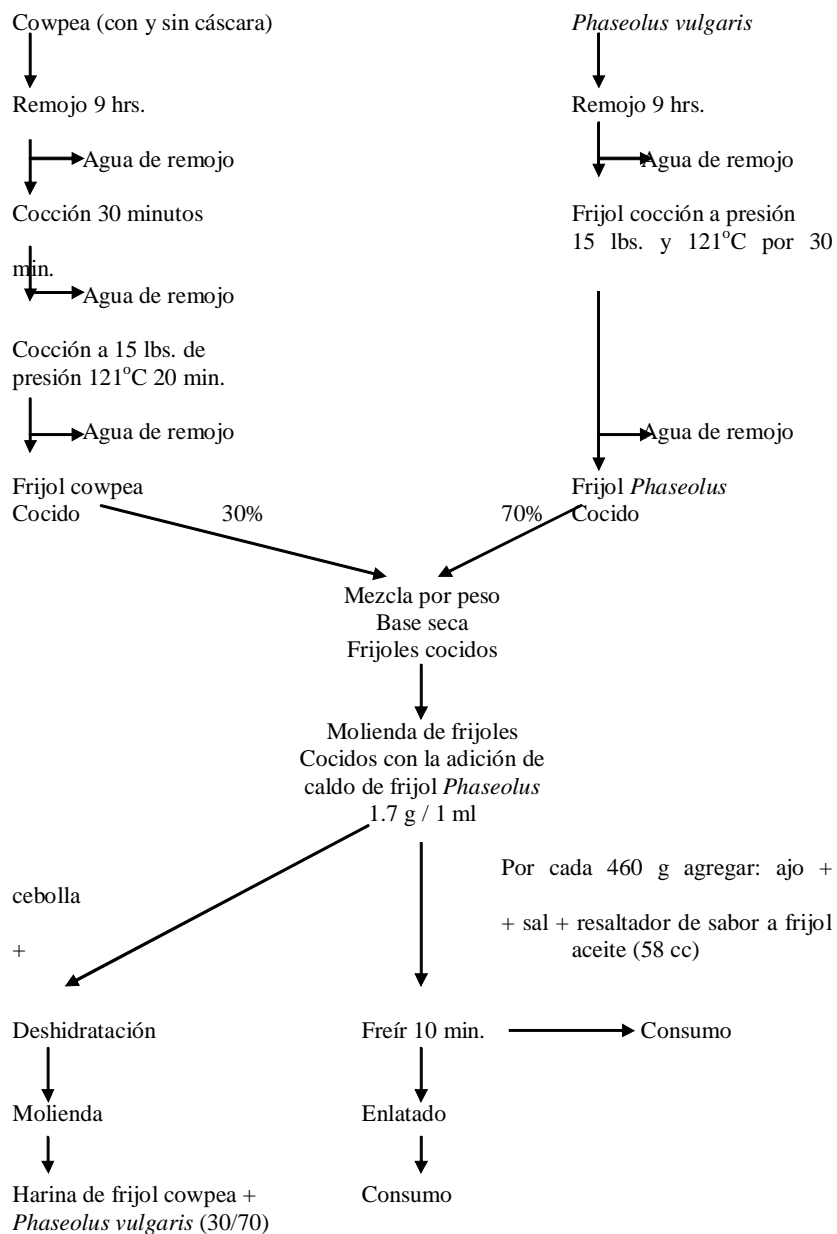 Cowpea (con y sin cáscara)
Phaseolus vulgaris
Remojo 9 hrs.
Remojo 9 hrs.
Agua de remojo
Agua de remojo
Cocción 30 minutos
Frijol cocción a presión
15 lbs. y 121°C por 30
min.
Agua de remojo
Cocción a 15 lbs. de
presión 121°C 20 min.
Agua de remojo
Agua de remojo
Frijol cowpea
Cocido
30%
Frijol Phaseolus
70% Cocido
Mezcla por peso
Base seca
Frijoles cocidos
Molienda de frijoles
Cocidos con la adición de
caldo de frijol Phaseolus
1.7 g / 1 ml
Por cada 460 g agregar: ajo +
cebolla
+ sal + resaltador de sabor a frijol
+
aceite (58 cc)
Deshidratación
Freír 10 min.
Consumo
Molienda
Enlatado
Harina de frijol cowpea +
Phaseolus vulgaris (30/70)
Consumo